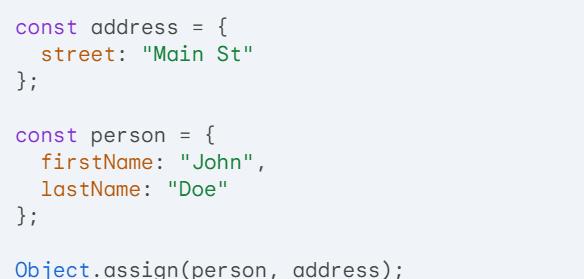 const address = {
  street: "Main St"
};

const person = {
  firstName: "John",
  lastName: "Doe"
};

Object.assign(person, address);